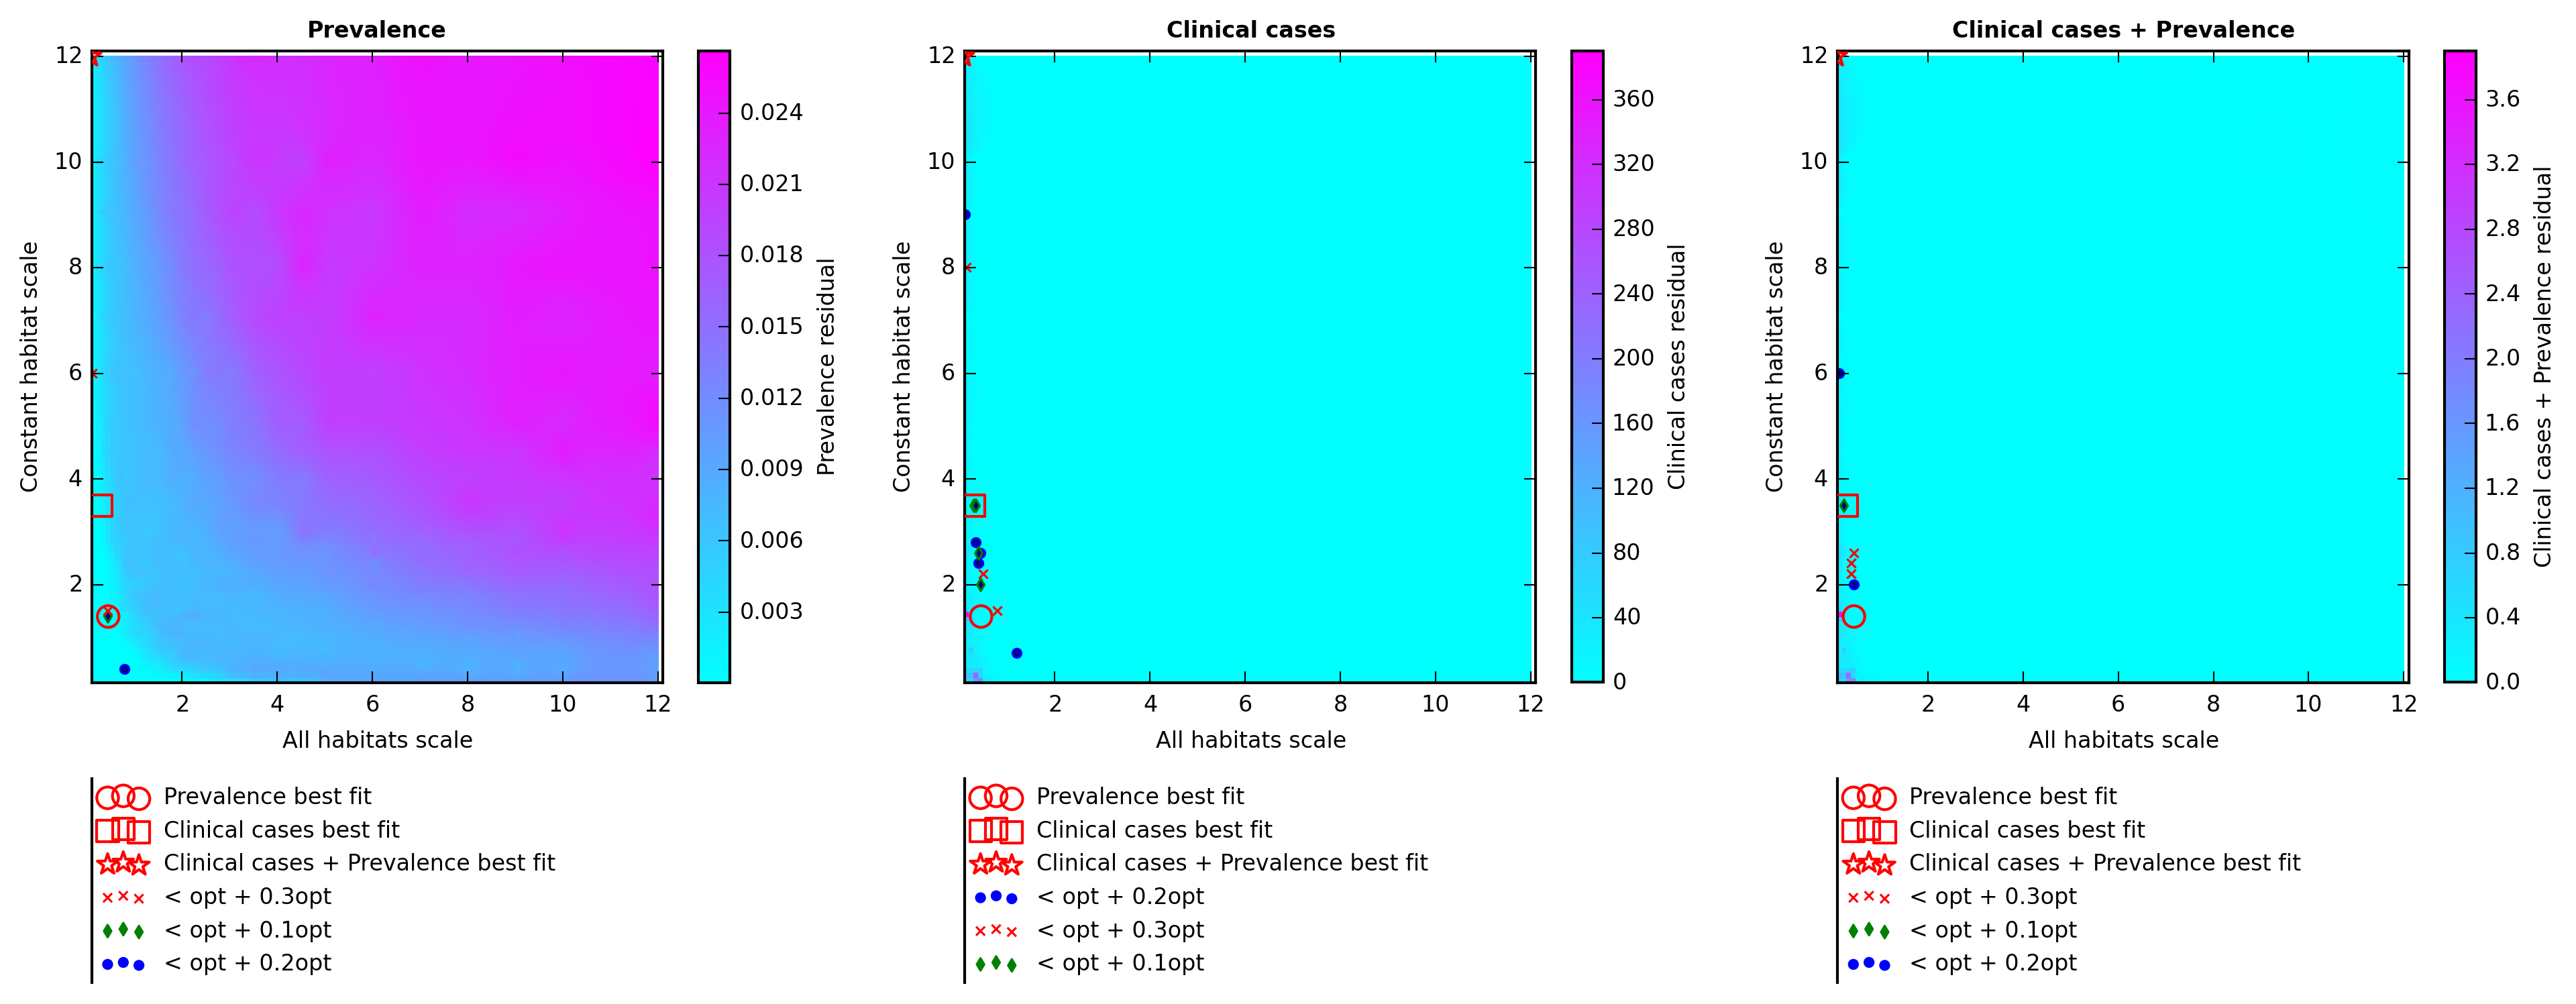 Prevalence
Clinical cases
Clinical cases + Prevalence
12
10
8
6
4
2
2 4 6 8 10 12
Constant habitat scale
All habitats scale
0.024
0.021
0.018
0.015
0.012
0.009
0.006
0.003
Prevalence residual
12
10
8
6
4
2
2 4 6 8 10 12
Constant habitat scale
All habitats scale
360
320
280
240
200
160
120
80
40
0
Clinical cases residual
12
10
8
6
4
2
2 4 6 8 10 12
Constant habitat scale
All habitats scale
3.6
3.2
2.8
2.4
2.0
1.6
1.2
0.8
0.4
0.0
Clinical cases + Prevalence residual
Prevalence best fit
Clinical cases best fit
Clinical cases + Prevalence best fit
< opt + 0.3opt
< opt + 0.1opt
< opt + 0.2opt
Prevalence best fit
Clinical cases best fit
Clinical cases + Prevalence best fit
< opt + 0.2opt
< opt + 0.3opt
< opt + 0.1opt
Prevalence best fit
Clinical cases best fit
Clinical cases + Prevalence best fit
< opt + 0.3opt
< opt + 0.1opt
< opt + 0.2opt